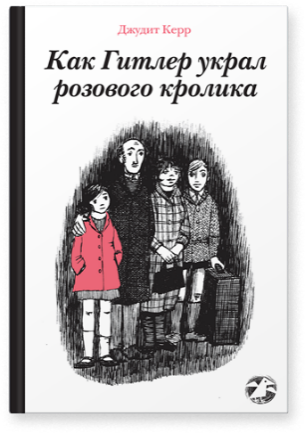 Джудит Керр
Как Гитлер украл
розового кролика